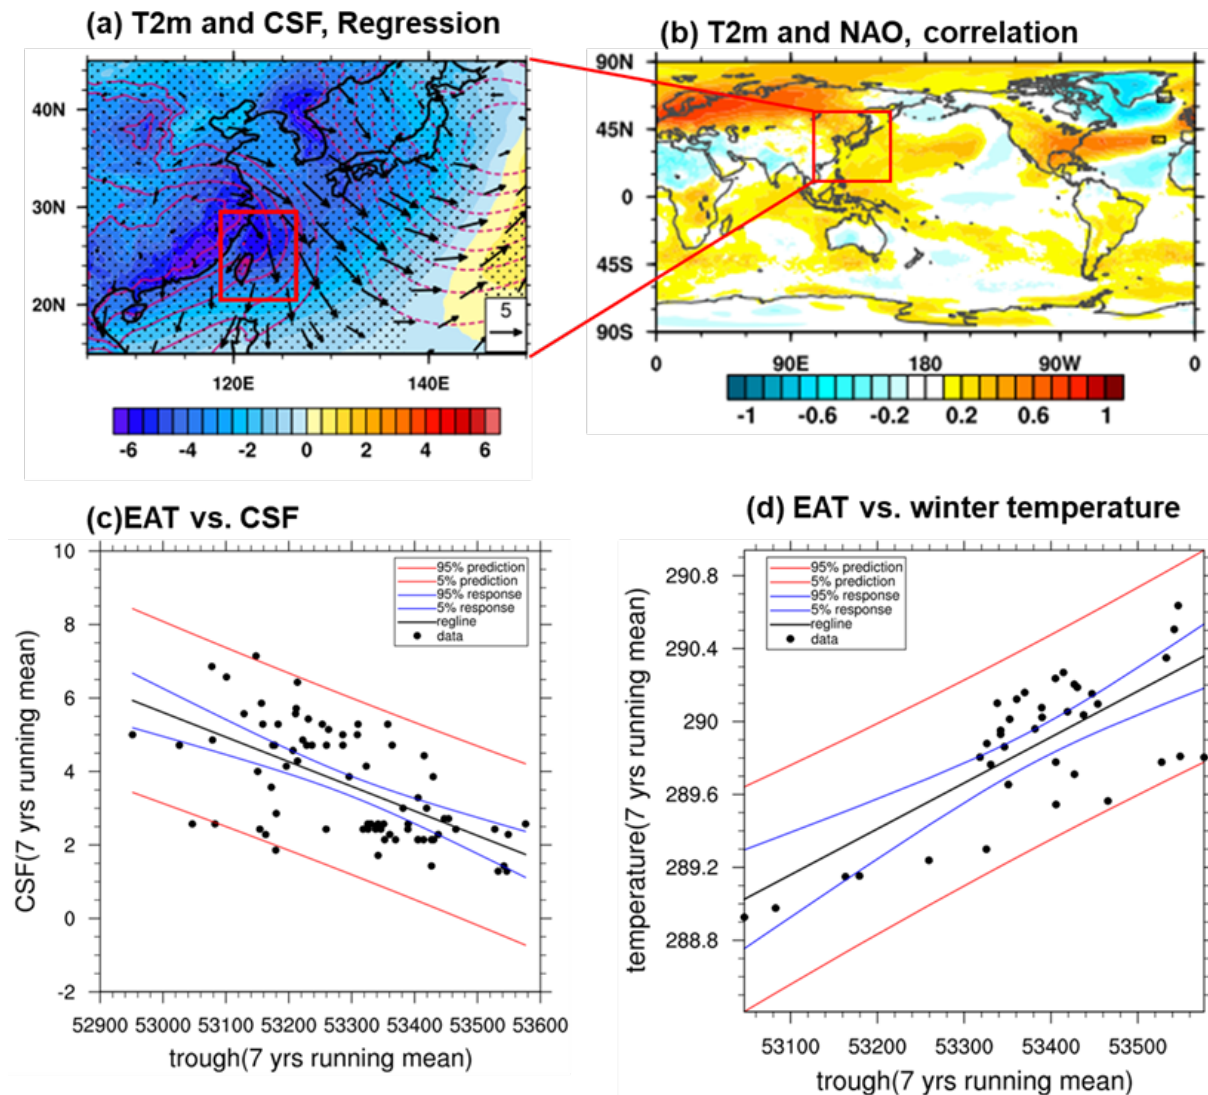 (a) T2m and CSF, Regression
40N
30N
20N
5
120E
140E
-6 -4 -2 0 2 4 6
(b) T2m and NAO, correlation
90N
45N
0
45S
90S
0 90E 180 90W 0
-1 -0.6 -0.2 0.2 0.6 1
(c)EAT vs. CSF
95% prediction
5% prediction
95% response
5% response
regline
data
CSF(7 yrs running mean)
10
8
6
4
2
0
-2
52900 53000 53100 53200 53300 53400 53500 53600
trough(7 yrs running mean)
(d) EAT vs. winter temperature
95% prediction
5% prediction
95% response
5% response
regline
data
temperature(7 yrs running mean)
290.8
290.4
290
289.6
289.2
288.8
53100 53200 53300 53400 53500
trough(7 yrs running mean)